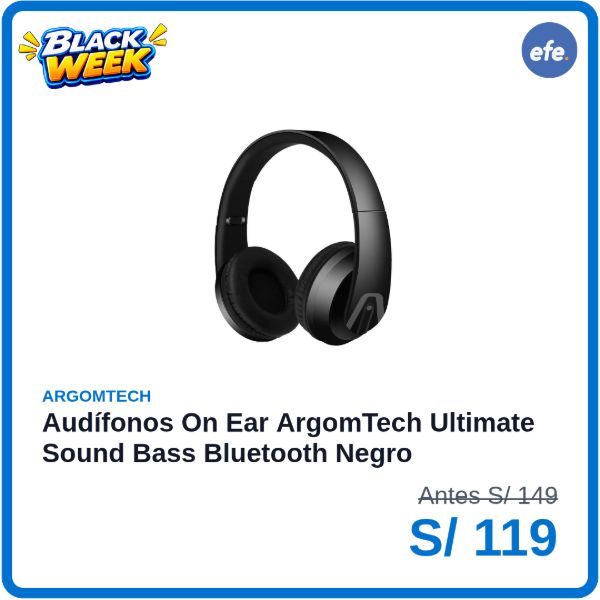 BLACK
WEEK
efe.
ARGOMTECH
Audífonos On Ear ArgomTech Ultimate
Sound Bass Bluetooth Negro
Antes S/ 149
S/ 119